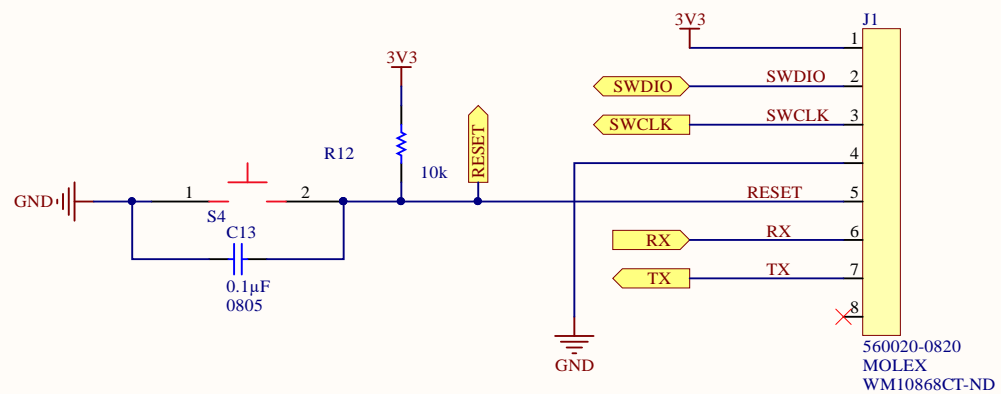 J1
3V3
1
SWDIO
SWDIO
2
3V3
SWCLK
SWCLK
3
RESET
R12
10k
4
GND
1
2
RESET
5
S4
C13
RX
RX
6
0.1µF
0805
TX
TX
7
8
GND
560020-0820
MOLEX
WM10868CT-ND